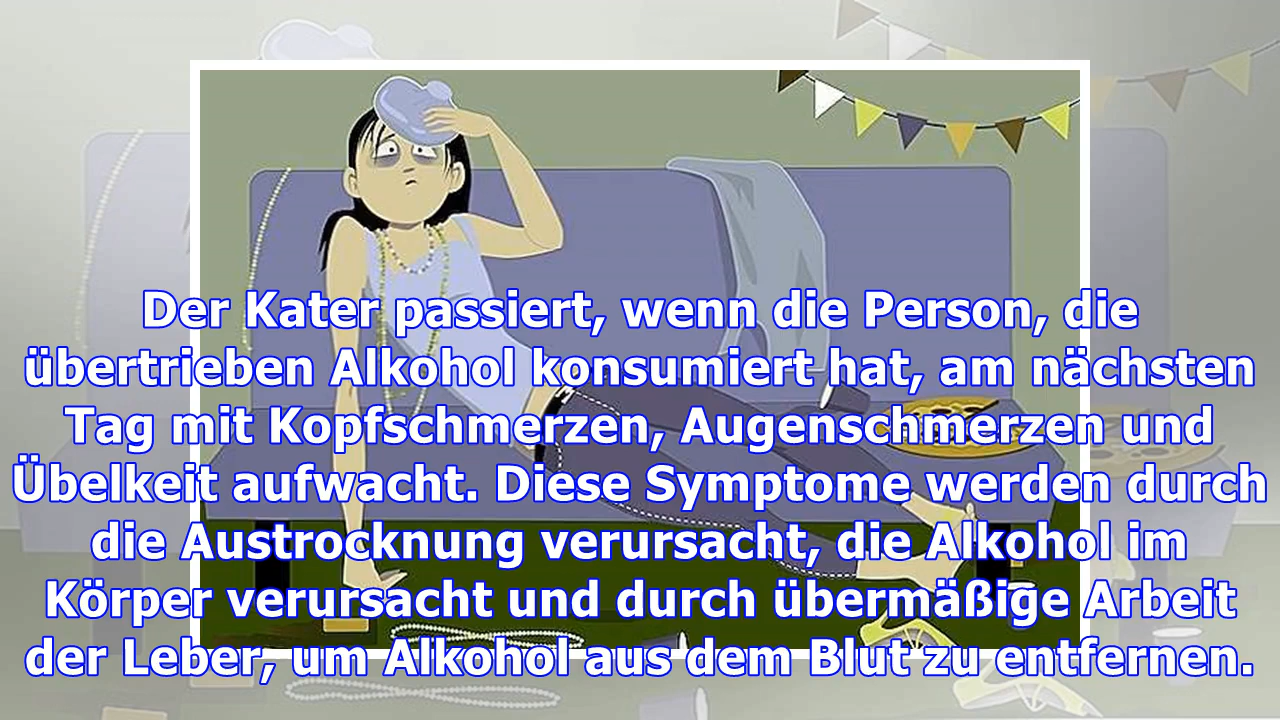 Der Kater passiert, wenn die Person, die
übertrieben Alkohol konsumiert hat, am nächsten
Tag mit Kopfschmerzen, Augenschmerzen und
Übelkeit aufwacht. Diese Symptome werden durch
die Austrocknung verursacht, die Alkohol im
Körper verursacht und durch übermäßige Arbeit
der Leber, um Alkohol aus dem Blut zu entfernen.